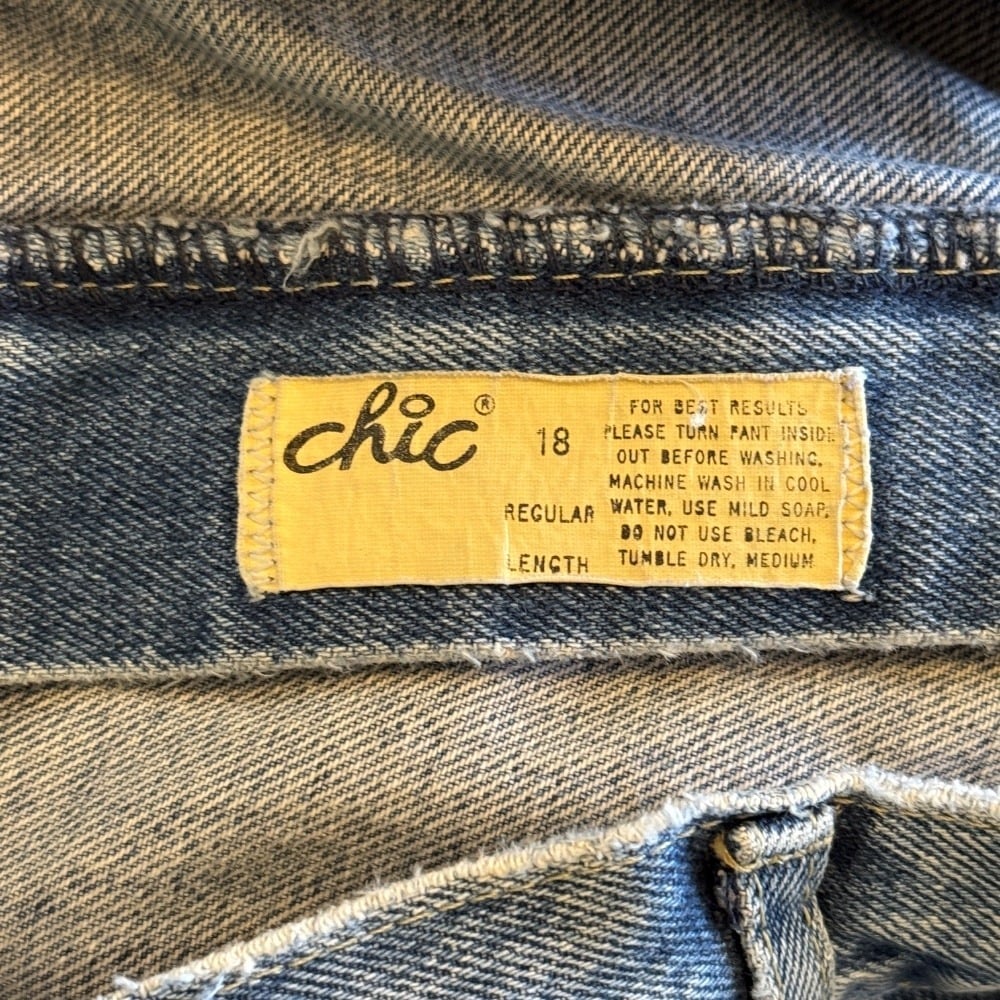 chic®
18
REGULAR
LENGTH
FOR BEST RESULTS
PLEASE TURN PANT INSIDE
OUT BEFORE WASHING.
MACHINE WASH IN COOL
WATER, USE MILD SOAP,
DO NOT USE BLEACH,
TUMBLE DRY, MEDIUM